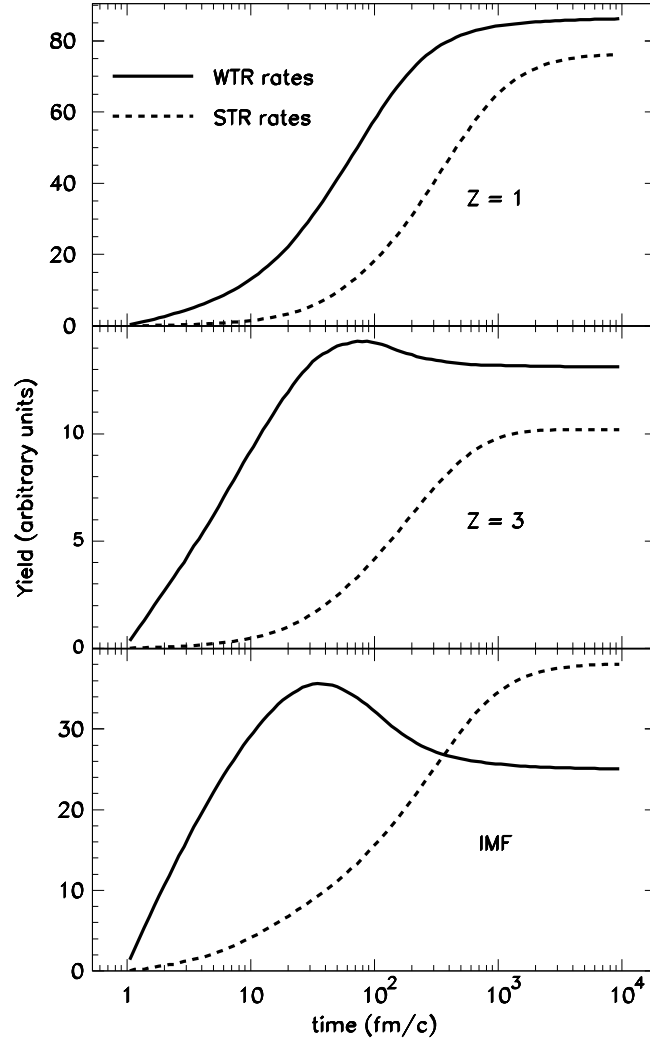 80
60
40
20
0
WTR rates
STR rates
Z = 1
10
5
0
Z = 3
Yield (arbitrary units)
30
20
10
0
IMF
1 10 10² 10³ 10⁴
time (fm/c)